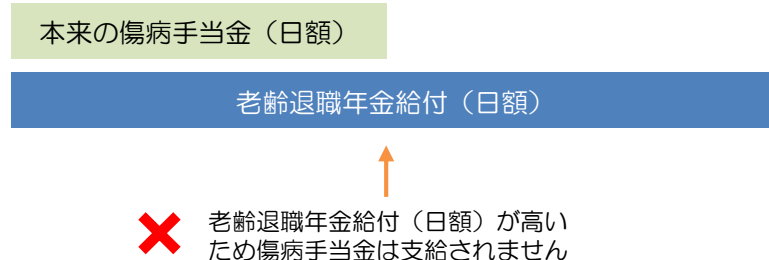 本来の傷病手当金（日額）
老齢退職年金給付（日額）
老齢退職年金給付（日額）が高い
ため傷病手当金は支給されません